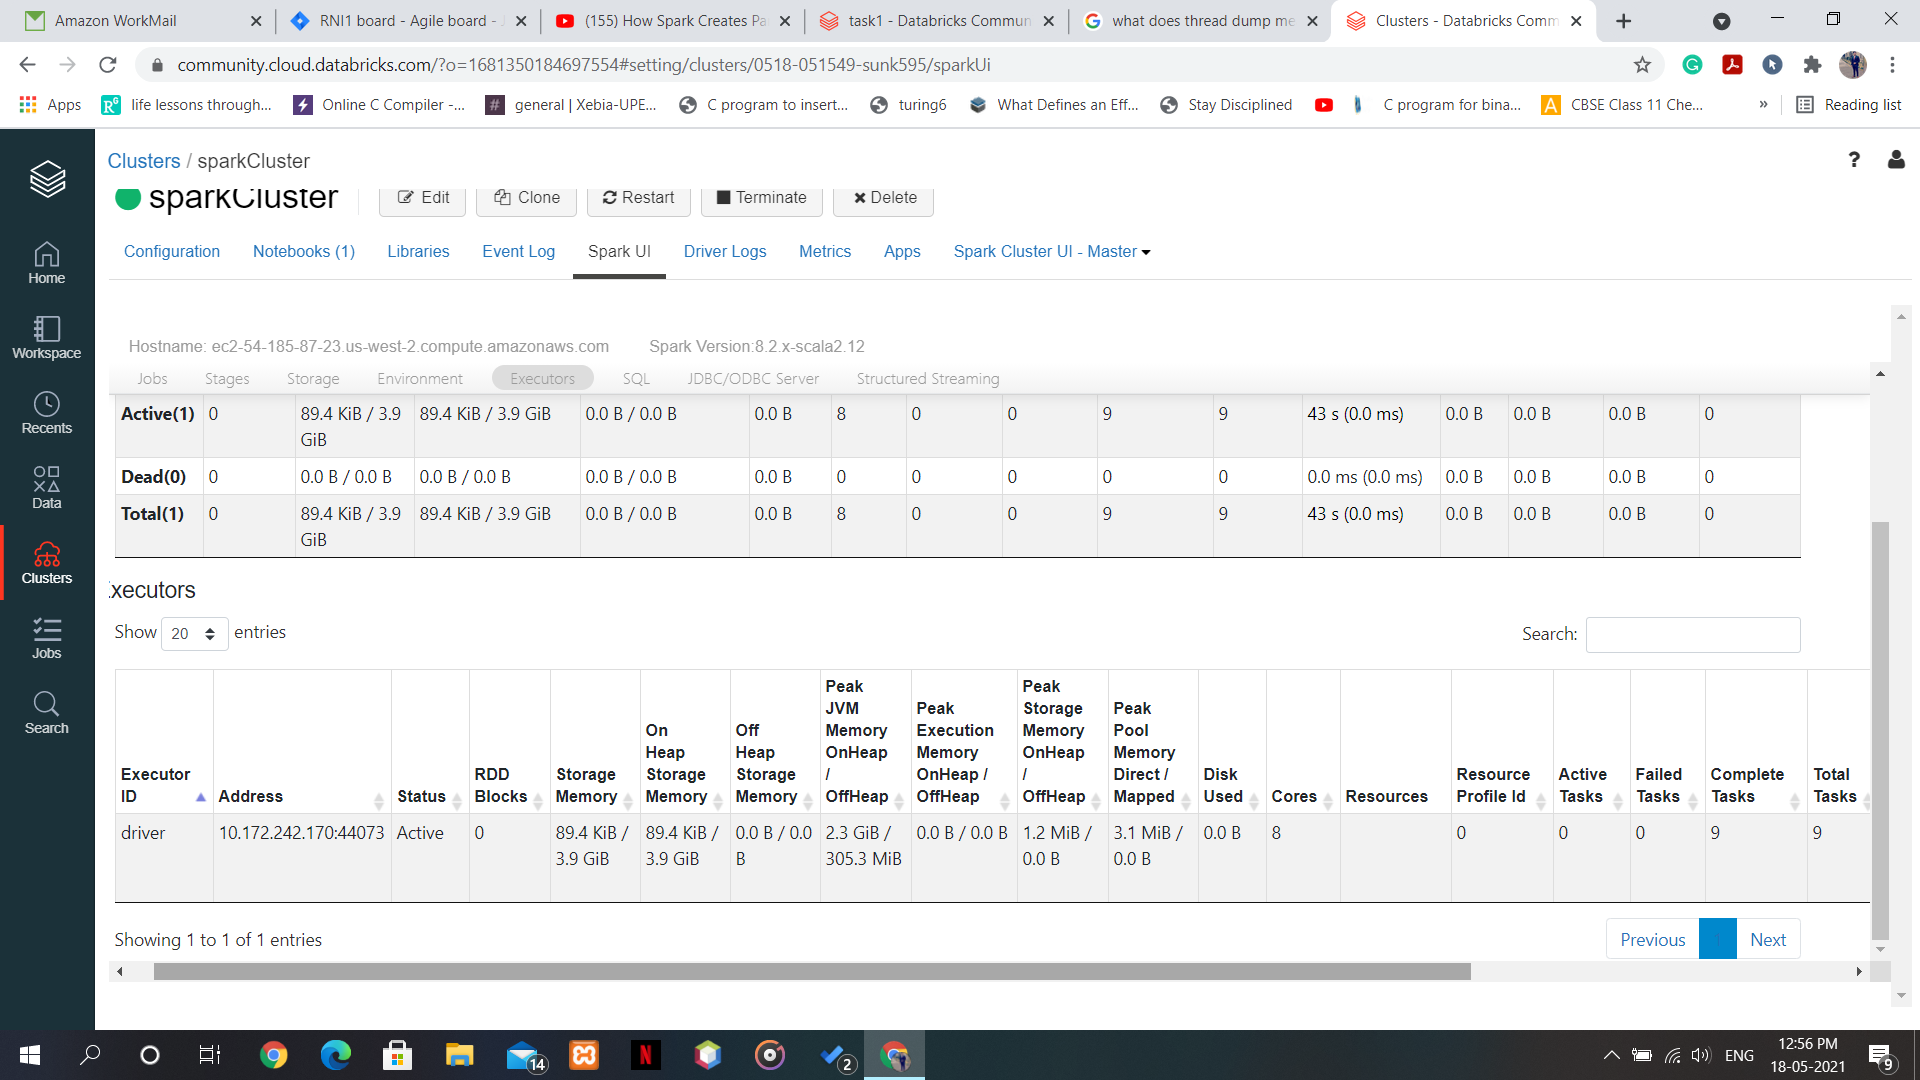 Amazon WorkMail
RNI1 board - Agile board -
(155) How Spark Creates Pa
task1 - Databricks Commun
what does thread dump me
Clusters - Databricks Comm
community.cloud.databricks.com/?o=1681350184697554#setting/clusters/0518-051549-sunk595/sparkUi
Apps
life lessons through...
Online C Compiler -...
general | Xebia-UPE...
C program to insert...
turing6
What Defines an Eff...
Stay Disciplined
C program for bina...
CBSE Class 11 Che...
»
Reading list
Clusters / sparkCluster
?
sparkCluster
Edit
Clone
Restart
Terminate
Delete
Configuration
Notebooks (1)
Libraries
Event Log
Spark UI
Driver Logs
Metrics
Apps
Spark Cluster UI - Master
Home
Workspace
Recents
Data
Clusters
Jobs
Search
Hostname: ec2-54-185-87-23.us-west-2.compute.amazonaws.com
Spark Version:8.2.x-scala2.12
Jobs Stages Storage Environment Executors SQL JDBC/ODBC Server Structured Streaming
Active(1) 0 89.4 KiB / 3.9 GiB 89.4 KiB / 3.9 GiB 0.0 B / 0.0 B 0.0 B 8 0 0 9 9 43 s (0.0 ms) 0.0 B 0.0 B 0.0 B 0
Dead(0) 0 0.0 B / 0.0 B 0.0 B / 0.0 B 0.0 B / 0.0 B 0.0 B 0 0 0 0 0 0.0 ms (0.0 ms) 0.0 B 0.0 B 0.0 B 0
Total(1) 0 89.4 KiB / 3.9 GiB 89.4 KiB / 3.9 GiB 0.0 B / 0.0 B 0.0 B 8 0 0 9 9 43 s (0.0 ms) 0.0 B 0.0 B 0.0 B 0
xecutors
Show 20 entries
Search:
Executor ID
Address
Status
RDD Blocks
Storage Memory
On Heap Storage Memory
Off Heap Storage Memory
Peak JVM Memory OnHeap / OffHeap
Peak Execution Memory OnHeap / OffHeap
Peak Storage Memory OnHeap / OffHeap
Peak Pool Memory Direct / Mapped
Disk Used
Cores
Resources
Resource Profile Id
Active Tasks
Failed Tasks
Complete Tasks
Total Tasks
driver 10.172.242.170:44073 Active 0 89.4 KiB / 3.9 GiB 89.4 KiB / 3.9 GiB 0.0 B / 0.0 B 2.3 GiB / 305.3 MiB 0.0 B / 0.0 B 1.2 MiB / 0.0 B 3.1 MiB / 0.0 B 0.0 B 8 0 0 0 9 9
Showing 1 to 1 of 1 entries
Previous
Next
14
2
ENG
12:56 PM
18-05-2021
9